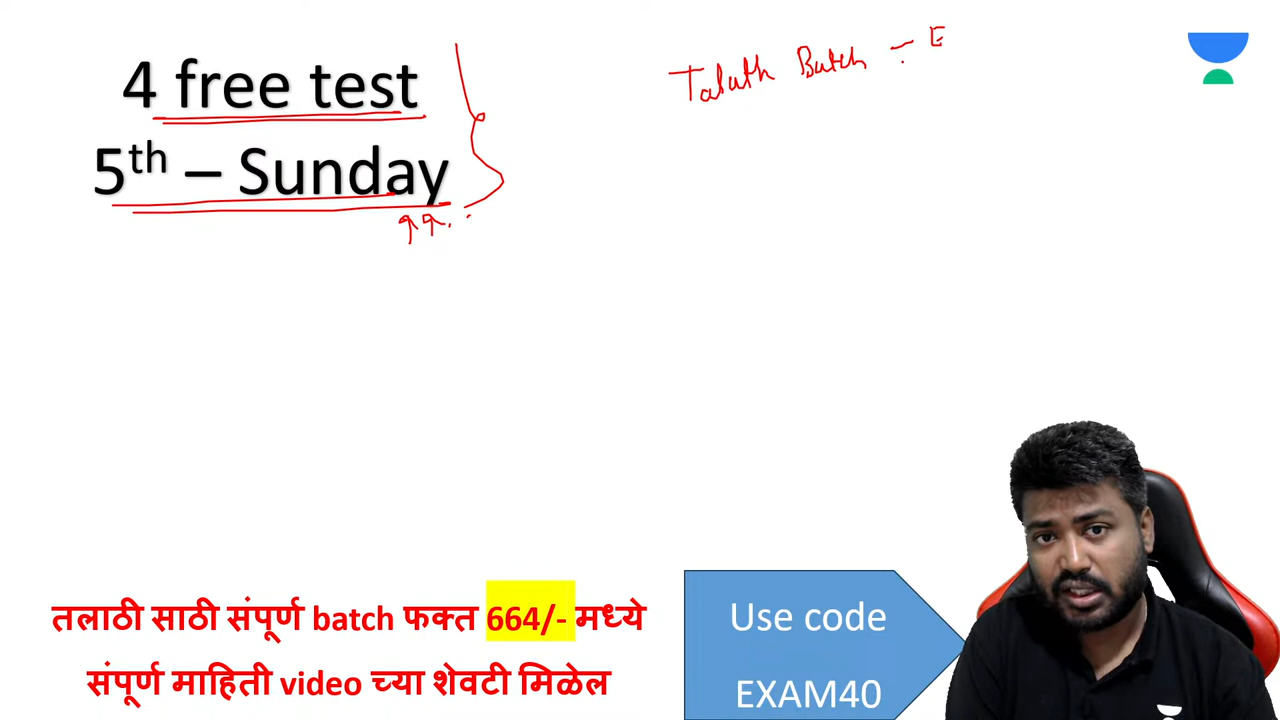 4 free test
5th – Sunday
Talath Batch :- E
तलाठी साठी संपूर्ण batch फक्त 664/- मध्ये
संपूर्ण माहिती video च्या शेवटी मिळेल
Use code
EXAM40